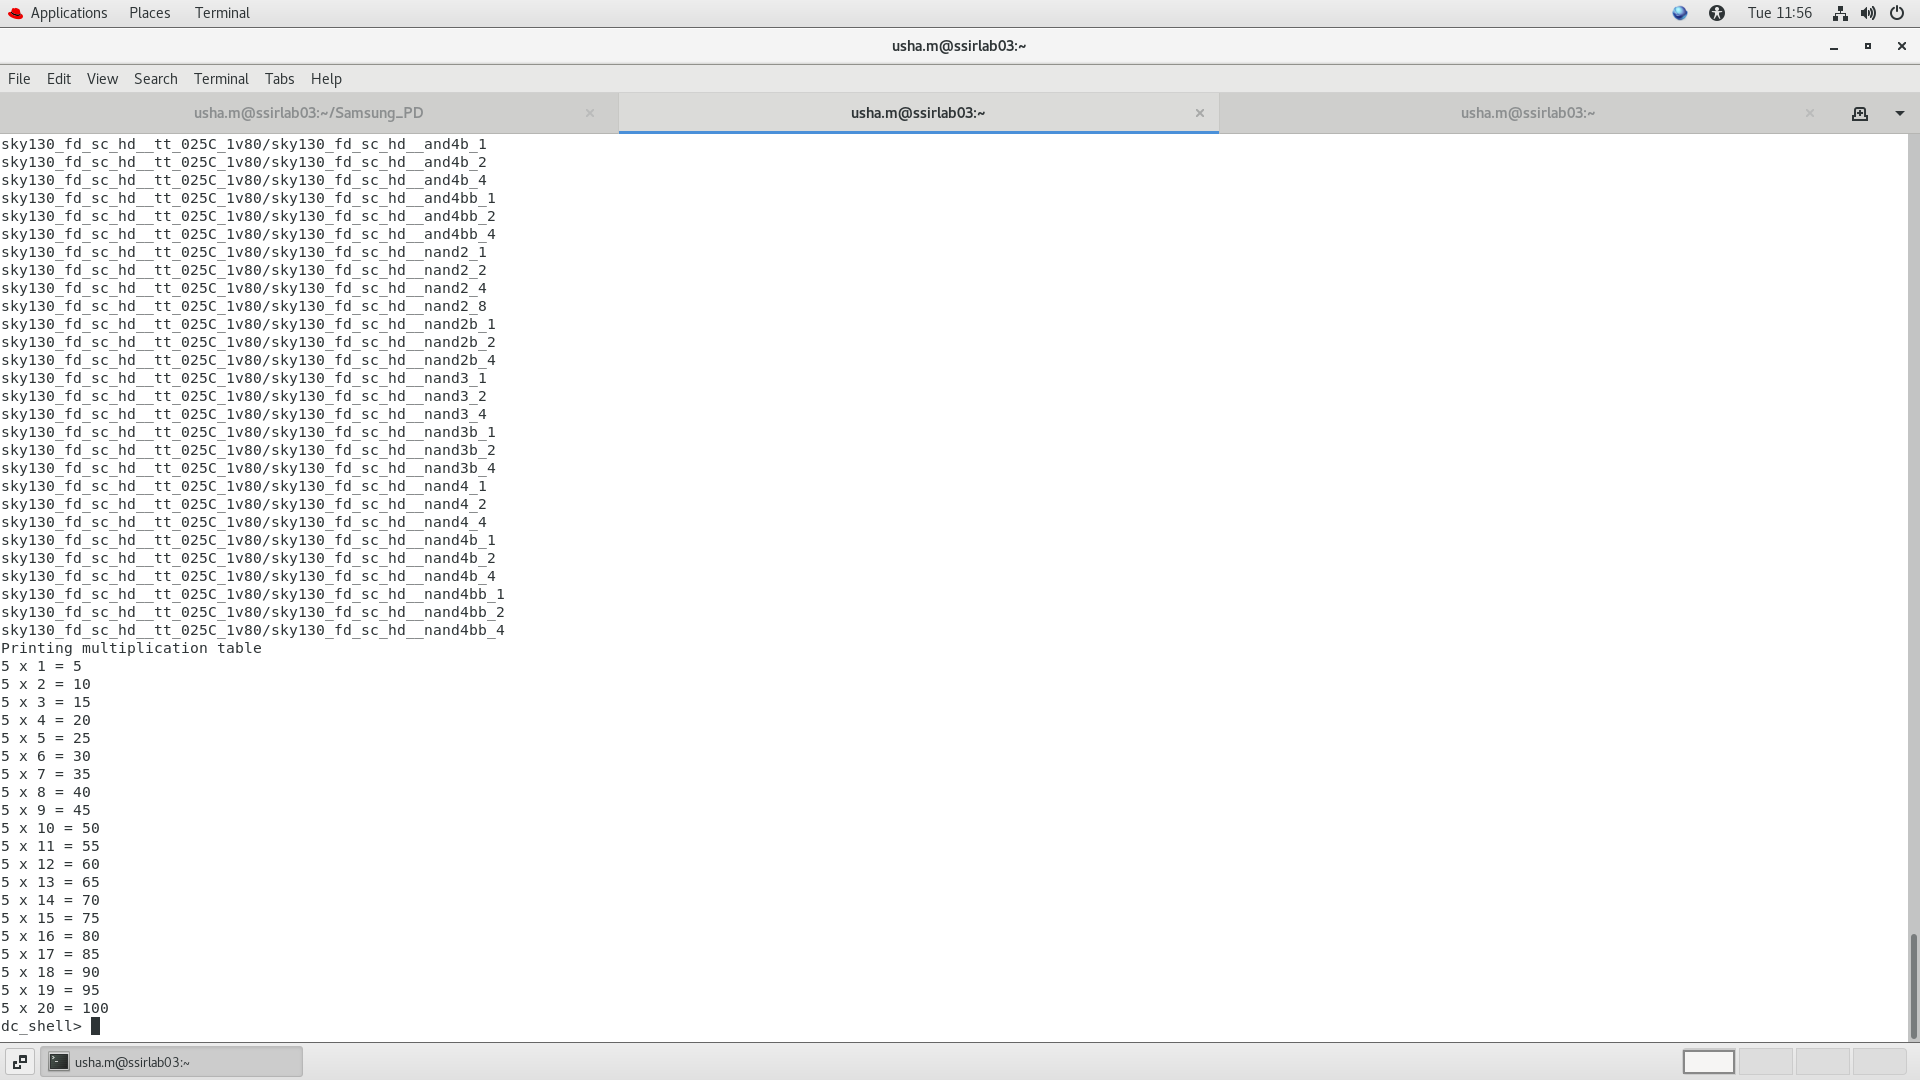 Applications Places Terminal Tue 11:56
usha.m@ssirlab03:~
File Edit View Search Terminal Tabs Help
usha.m@ssirlab03:~/Samsung_PD usha.m@ssirlab03:~ usha.m@ssirlab03:~
sky130_fd_sc_hd__tt_025C_1v80/sky130_fd_sc_hd__and4b_1
sky130_fd_sc_hd__tt_025C_1v80/sky130_fd_sc_hd__and4b_2
sky130_fd_sc_hd__tt_025C_1v80/sky130_fd_sc_hd__and4b_4
sky130_fd_sc_hd__tt_025C_1v80/sky130_fd_sc_hd__and4bb_1
sky130_fd_sc_hd__tt_025C_1v80/sky130_fd_sc_hd__and4bb_2
sky130_fd_sc_hd__tt_025C_1v80/sky130_fd_sc_hd__and4bb_4
sky130_fd_sc_hd__tt_025C_1v80/sky130_fd_sc_hd__nand2_1
sky130_fd_sc_hd__tt_025C_1v80/sky130_fd_sc_hd__nand2_2
sky130_fd_sc_hd__tt_025C_1v80/sky130_fd_sc_hd__nand2_4
sky130_fd_sc_hd__tt_025C_1v80/sky130_fd_sc_hd__nand2_8
sky130_fd_sc_hd__tt_025C_1v80/sky130_fd_sc_hd__nand2b_1
sky130_fd_sc_hd__tt_025C_1v80/sky130_fd_sc_hd__nand2b_2
sky130_fd_sc_hd__tt_025C_1v80/sky130_fd_sc_hd__nand2b_4
sky130_fd_sc_hd__tt_025C_1v80/sky130_fd_sc_hd__nand3_1
sky130_fd_sc_hd__tt_025C_1v80/sky130_fd_sc_hd__nand3_2
sky130_fd_sc_hd__tt_025C_1v80/sky130_fd_sc_hd__nand3_4
sky130_fd_sc_hd__tt_025C_1v80/sky130_fd_sc_hd__nand3b_1
sky130_fd_sc_hd__tt_025C_1v80/sky130_fd_sc_hd__nand3b_2
sky130_fd_sc_hd__tt_025C_1v80/sky130_fd_sc_hd__nand3b_4
sky130_fd_sc_hd__tt_025C_1v80/sky130_fd_sc_hd__nand4_1
sky130_fd_sc_hd__tt_025C_1v80/sky130_fd_sc_hd__nand4_2
sky130_fd_sc_hd__tt_025C_1v80/sky130_fd_sc_hd__nand4_4
sky130_fd_sc_hd__tt_025C_1v80/sky130_fd_sc_hd__nand4b_1
sky130_fd_sc_hd__tt_025C_1v80/sky130_fd_sc_hd__nand4b_2
sky130_fd_sc_hd__tt_025C_1v80/sky130_fd_sc_hd__nand4b_4
sky130_fd_sc_hd__tt_025C_1v80/sky130_fd_sc_hd__nand4bb_1
sky130_fd_sc_hd__tt_025C_1v80/sky130_fd_sc_hd__nand4bb_2
sky130_fd_sc_hd__tt_025C_1v80/sky130_fd_sc_hd__nand4bb_4
Printing multiplication table
5 x 1 = 5
5 x 2 = 10
5 x 3 = 15
5 x 4 = 20
5 x 5 = 25
5 x 6 = 30
5 x 7 = 35
5 x 8 = 40
5 x 9 = 45
5 x 10 = 50
5 x 11 = 55
5 x 12 = 60
5 x 13 = 65
5 x 14 = 70
5 x 15 = 75
5 x 16 = 80
5 x 17 = 85
5 x 18 = 90
5 x 19 = 95
5 x 20 = 100
dc_shell>
usha.m@ssirlab03:~